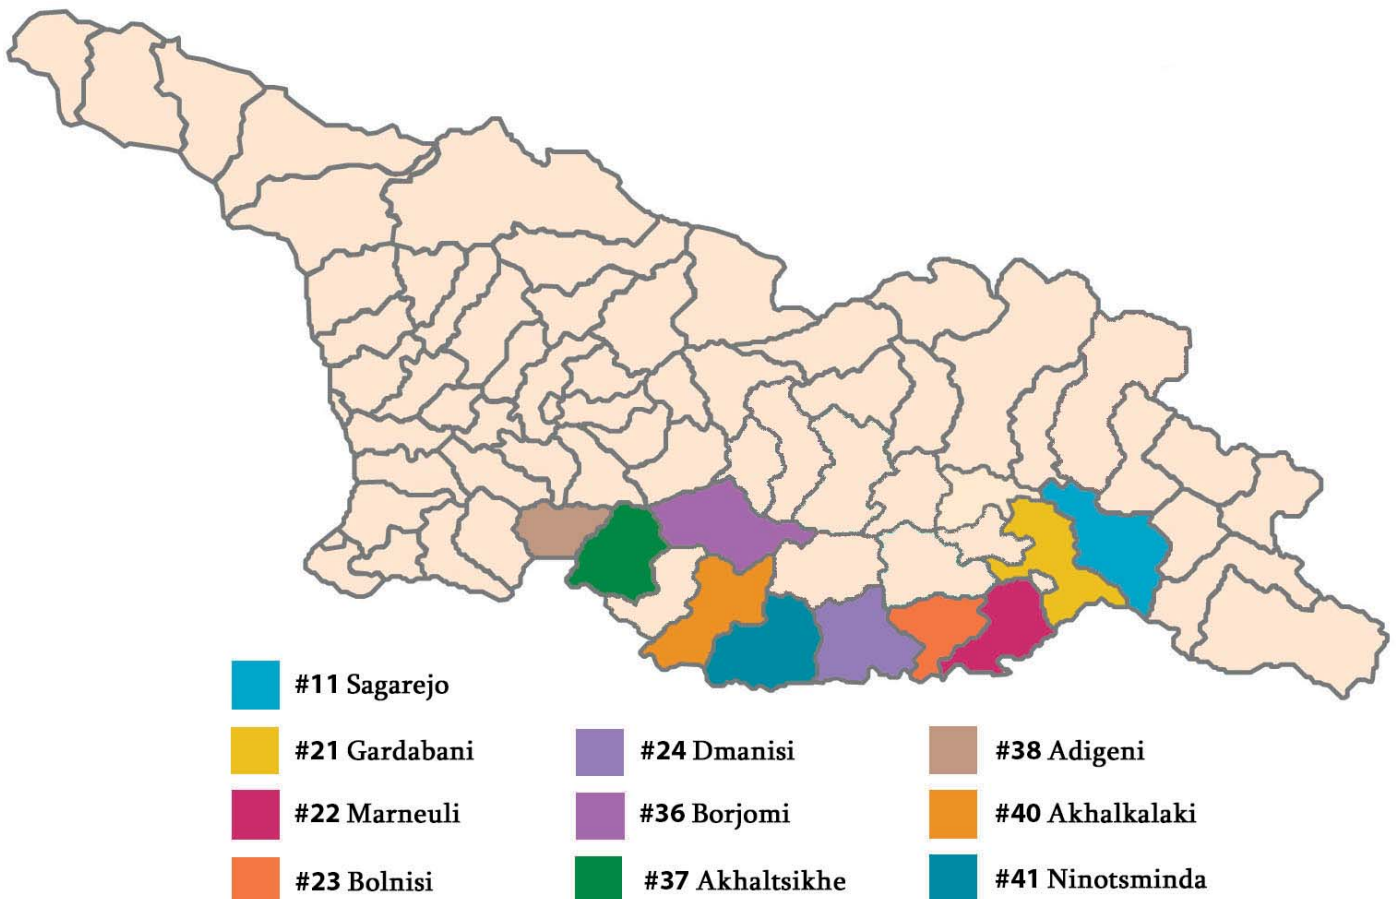 #11 Sagarejo
#21 Gardabani
#22 Marneuli
#23 Bolnisi
#24 Dmanisi
#36 Borjomi
#37 Akhaltsikhe
#38 Adigeni
#40 Akhalkalaki
#41 Ninotsminda